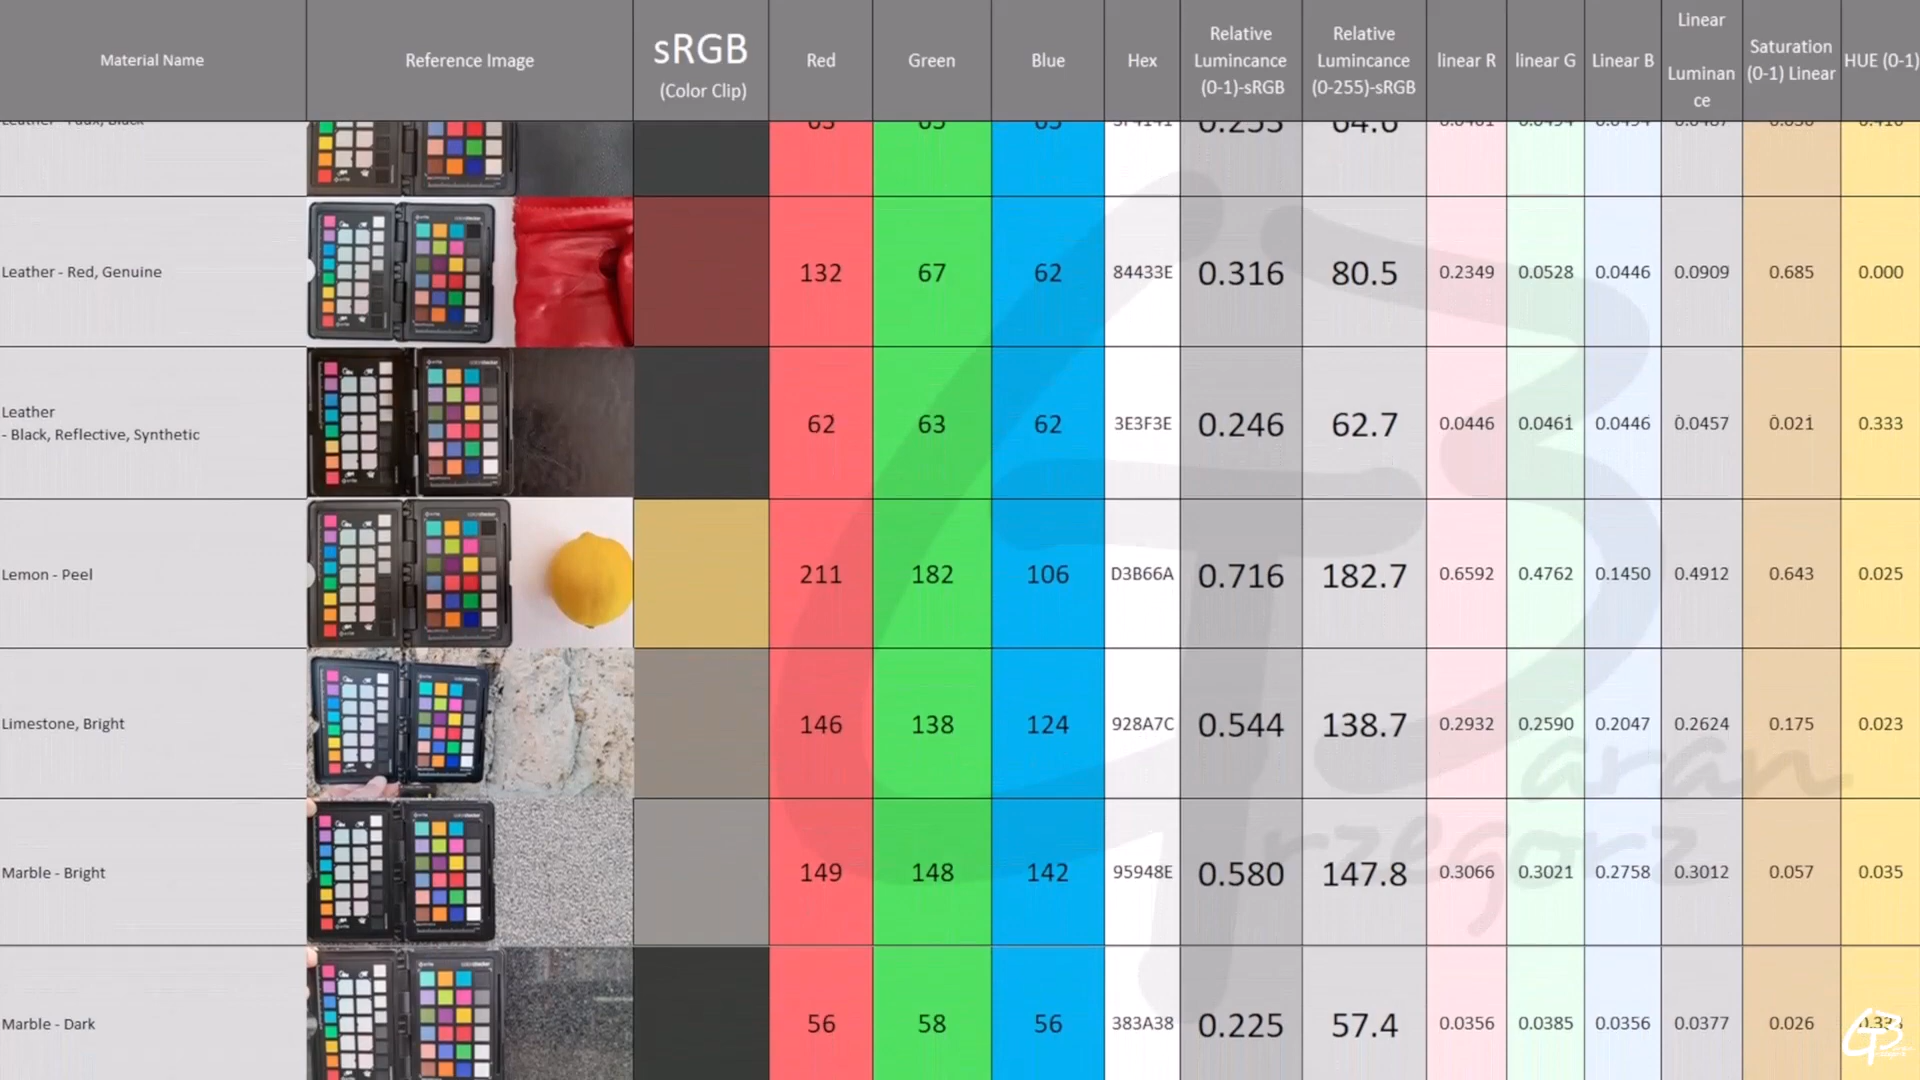 Material Name
Reference Image
sRGB
(Color Clip)
Red
Green
Blue
Hex
Relative
Lumincance
(0-1)-sRGB
Relative
Lumincance
(0-255)-sRGB
linear R
linear G
Linear B
Linear
Luminan
ce
Saturation
(0-1) Linear
HUE (0-1)
Leather - Faux, Black
64.6
Leather - Red, Genuine
132
67
62
84433E
0.316
80.5
0.2349
0.0528
0.0446
0.0909
0.685
0.000
Leather
- Black, Reflective, Synthetic
62
63
62
3E3F3E
0.246
62.7
0.0446
0.0461
0.0446
0.0457
0.021
0.333
Lemon - Peel
211
182
106
D3B66A
0.716
182.7
0.6592
0.4762
0.1450
0.4912
0.643
0.025
Limestone, Bright
146
138
124
928A7C
0.544
138.7
0.2932
0.2590
0.2047
0.2624
0.175
0.023
Marble - Bright
149
148
142
95948E
0.580
147.8
0.3066
0.3021
0.2758
0.3012
0.057
0.035
Marble - Dark
56
58
56
383A38
0.225
57.4
0.0356
0.0385
0.0356
0.0377
0.026
aran
rzegorz